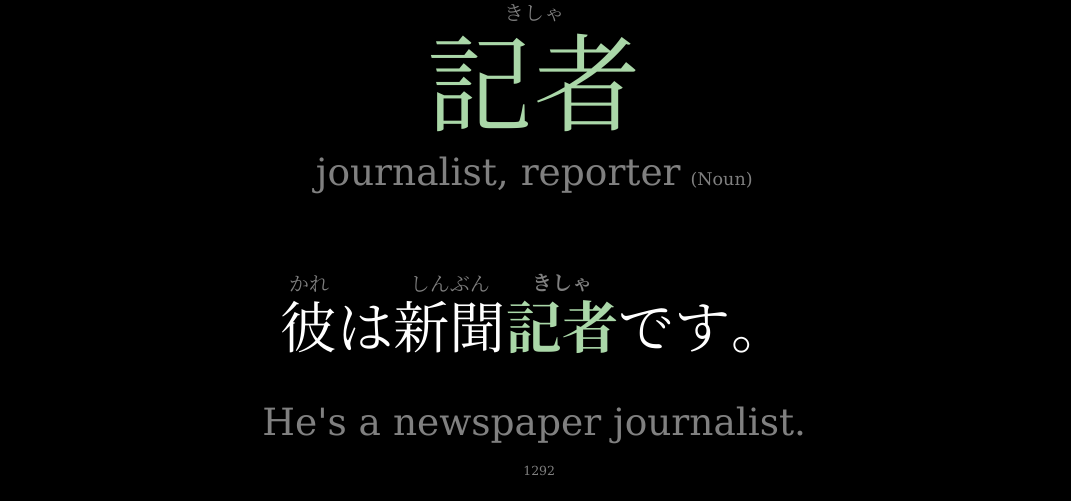 きしゃ
記者
journalist, reporter (Noun)
かれ しんぶん きしゃ
彼は新聞記者です。
He's a newspaper journalist.
1292